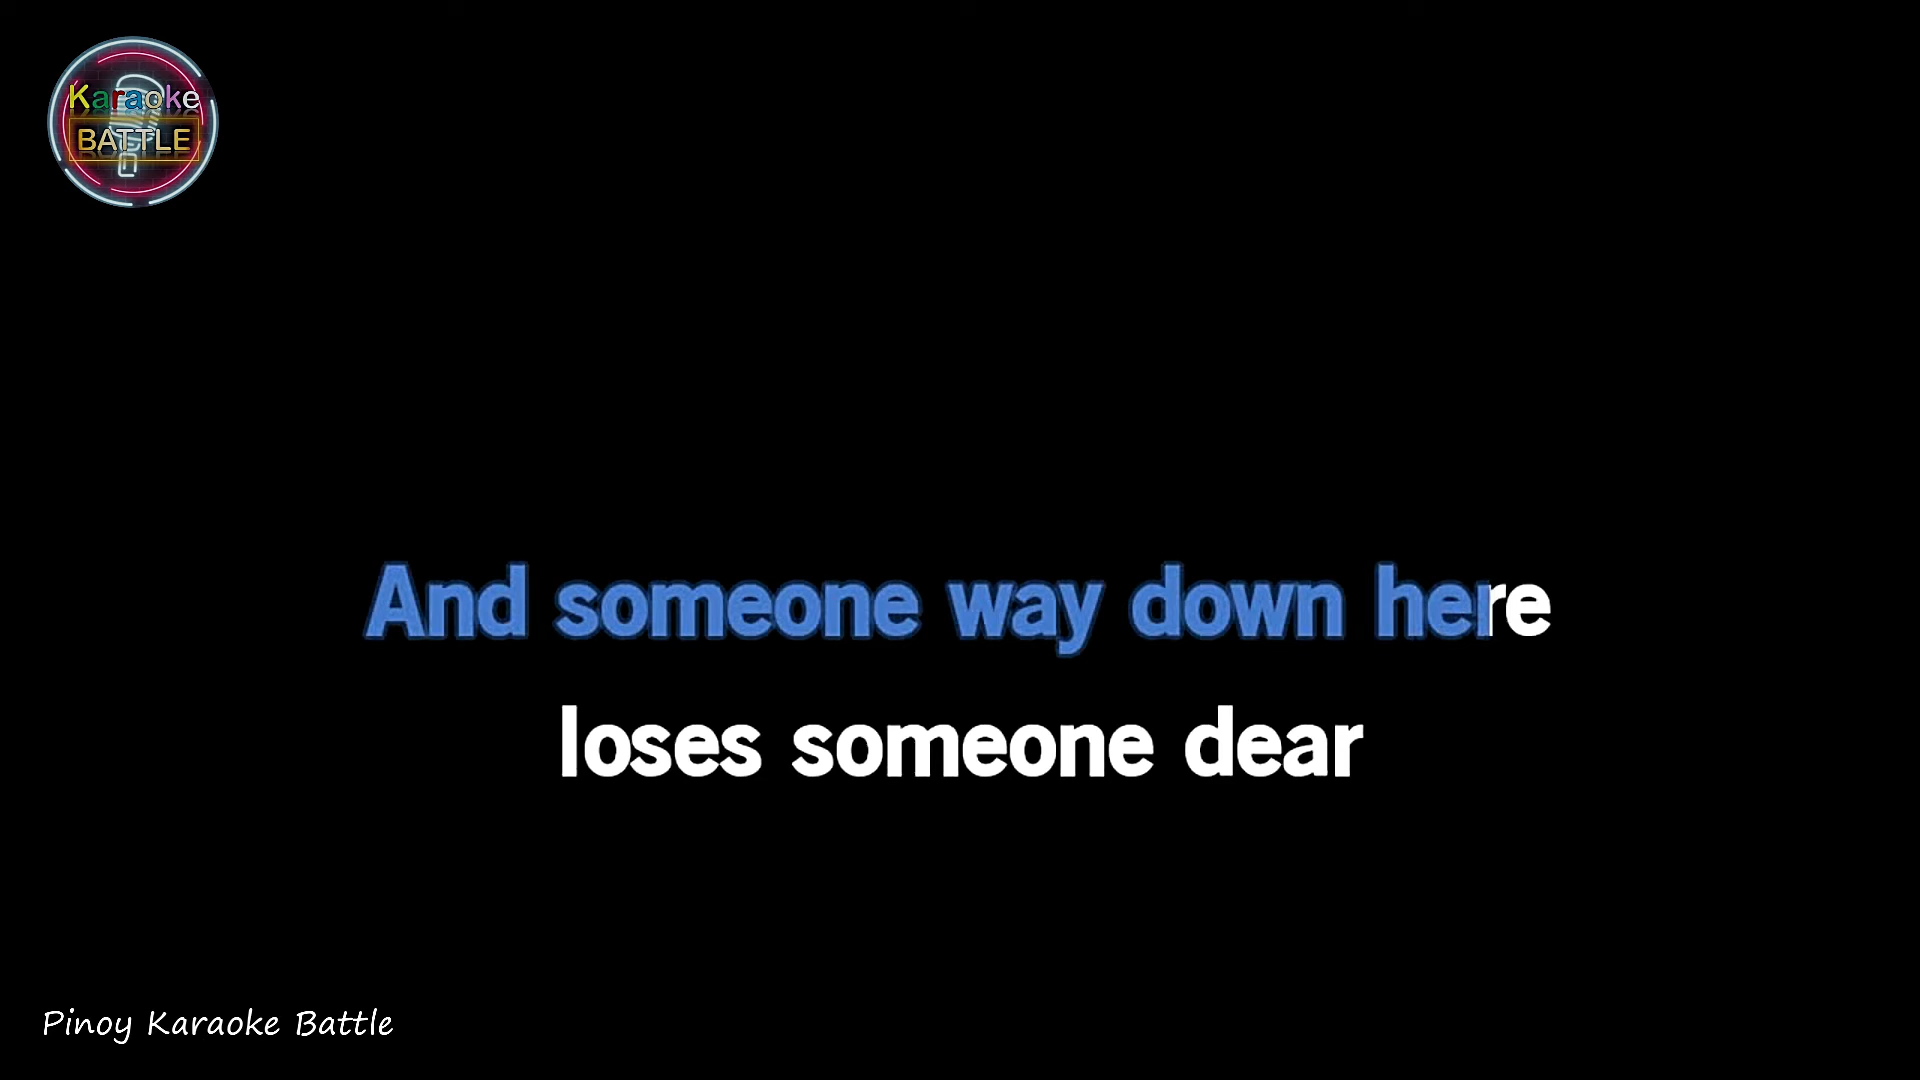 Karaoke
BATTLE
And someone way down here
loses someone dear
Pinoy Karaoke Battle